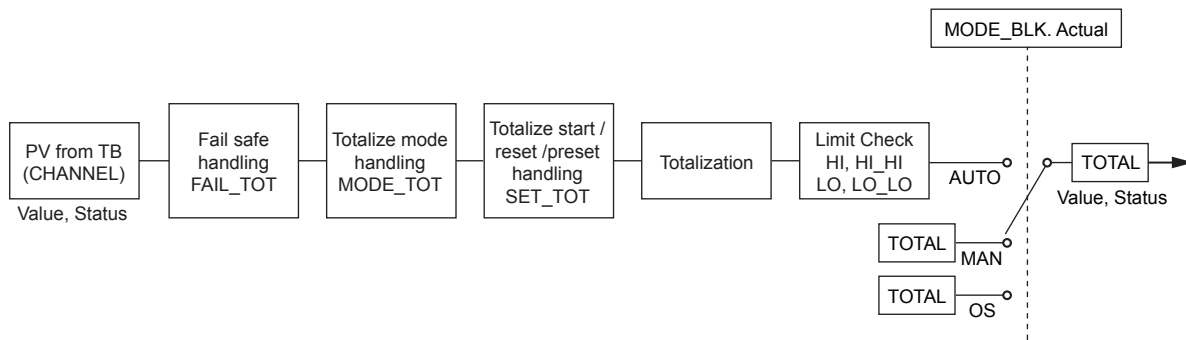 MODE_BLK. Actual
PV from TB
(CHANNEL)
Value, Status
Fail safe
handling
FAIL_TOT
Totalize mode
handling
MODE_TOT
Totalize start /
reset /preset
handling
SET_TOT
Totalization
Limit Check
HI, HI_HI
LO, LO_LO
AUTO
TOTAL
Value, Status
TOTAL
MAN
TOTAL
OS